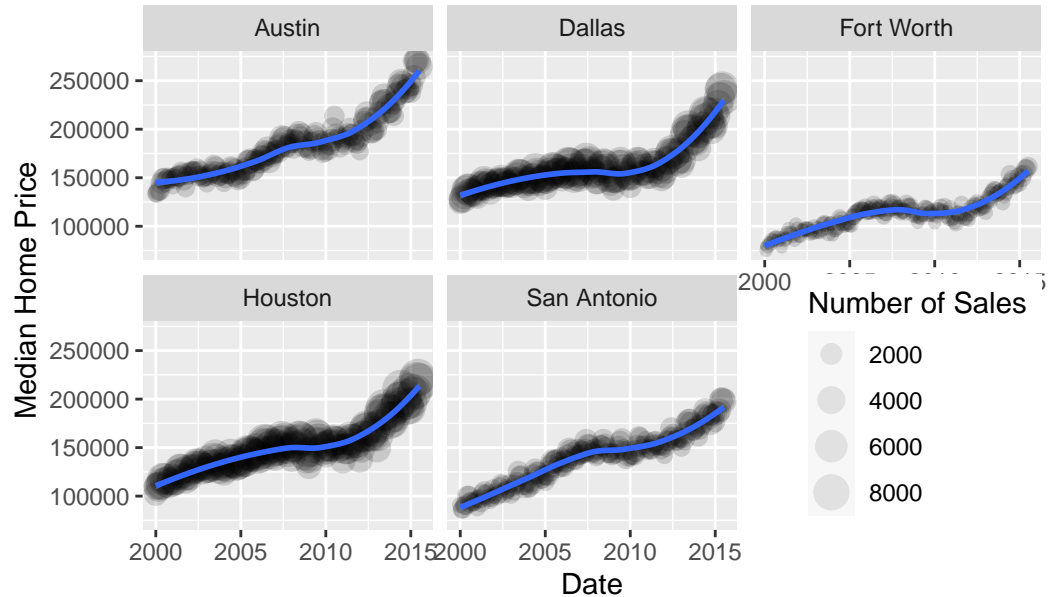 Austin
Dallas
Fort Worth
250000
200000
150000
100000
2000
Houston
San Antonio
250000
200000
150000
100000
2000 2005 2010 2015
2000 2005 2010 2015
Median Home Price
Date
Number of Sales
2000
4000
6000
8000